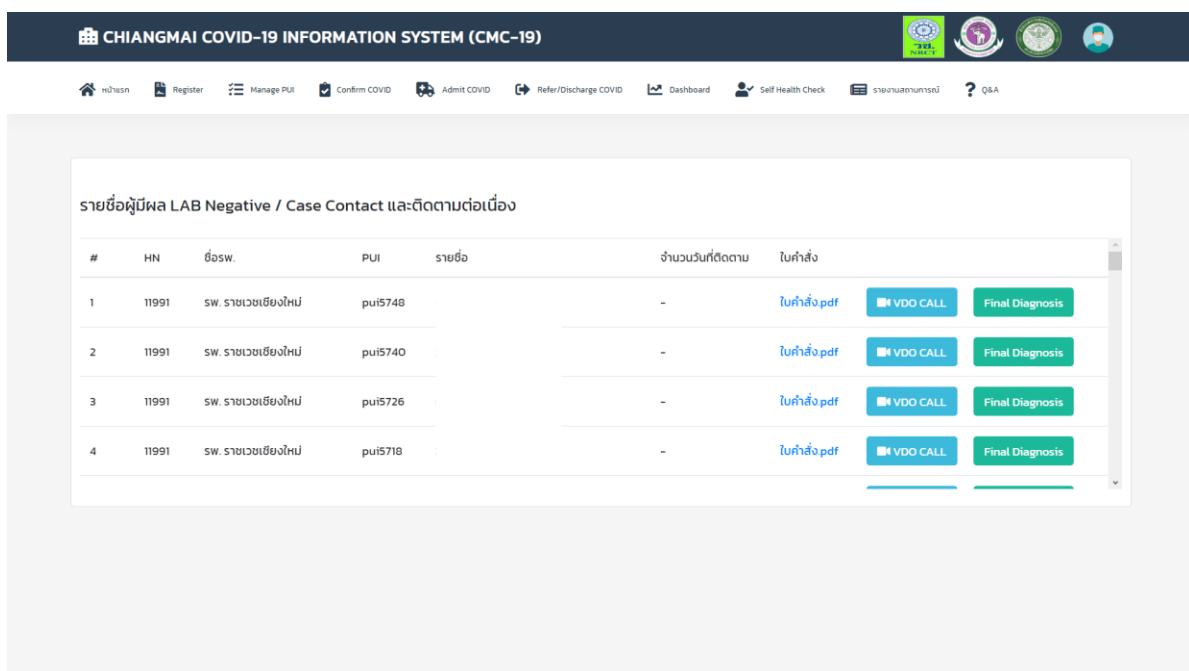 CHIANGMAI COVID-19 INFORMATION SYSTEM (CMC-19)
วช.
NRCT
หน้าแรก Register Manage PUI Confirm COVID Admit COVID Refer/Discharge COVID Dashboard Self Health Check รายงานสถานการณ์ Q&A
รายชื่อผู้มีผล LAB Negative / Case Contact และติดตามต่อเนื่อง
# HN ชื่อรพ. PUI รายชื่อ จำนวนวันที่ติดตาม ใบคำสั่ง
1 11991 รพ. ราชเวชเชียงใหม่ pui5748 - ใบคำสั่ง.pdf VDO CALL Final Diagnosis
2 11991 รพ. ราชเวชเชียงใหม่ pui5740 - ใบคำสั่ง.pdf VDO CALL Final Diagnosis
3 11991 รพ. ราชเวชเชียงใหม่ pui5726 - ใบคำสั่ง.pdf VDO CALL Final Diagnosis
4 11991 รพ. ราชเวชเชียงใหม่ pui5718 - ใบคำสั่ง.pdf VDO CALL Final Diagnosis